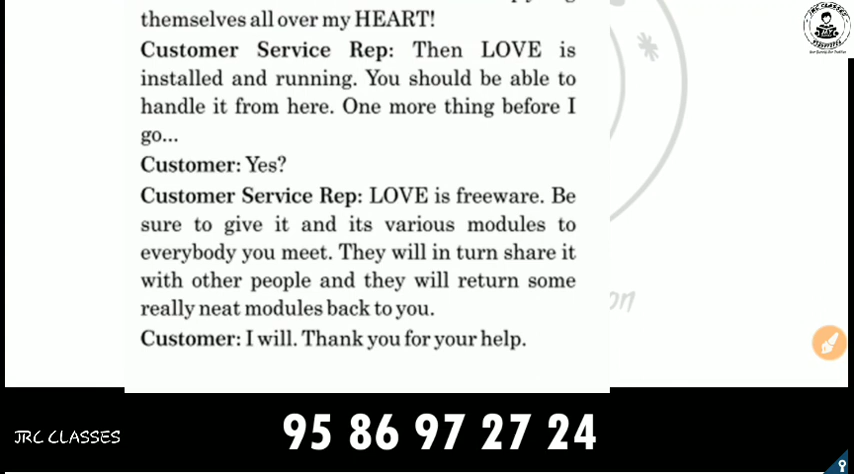 themselves all over my HEART!
Customer Service Rep: Then LOVE is
installed and running. You should be able to
handle it from here. One more thing before I
go...
Customer: Yes?
Customer Service Rep: LOVE is freeware. Be
sure to give it and its various modules to
everybody you meet. They will in turn share it
with other people and they will return some
really neat modules back to you.
Customer: I will. Thank you for your help.
JRC CLASSES
JRC CLASSES
95 86 97 27 24